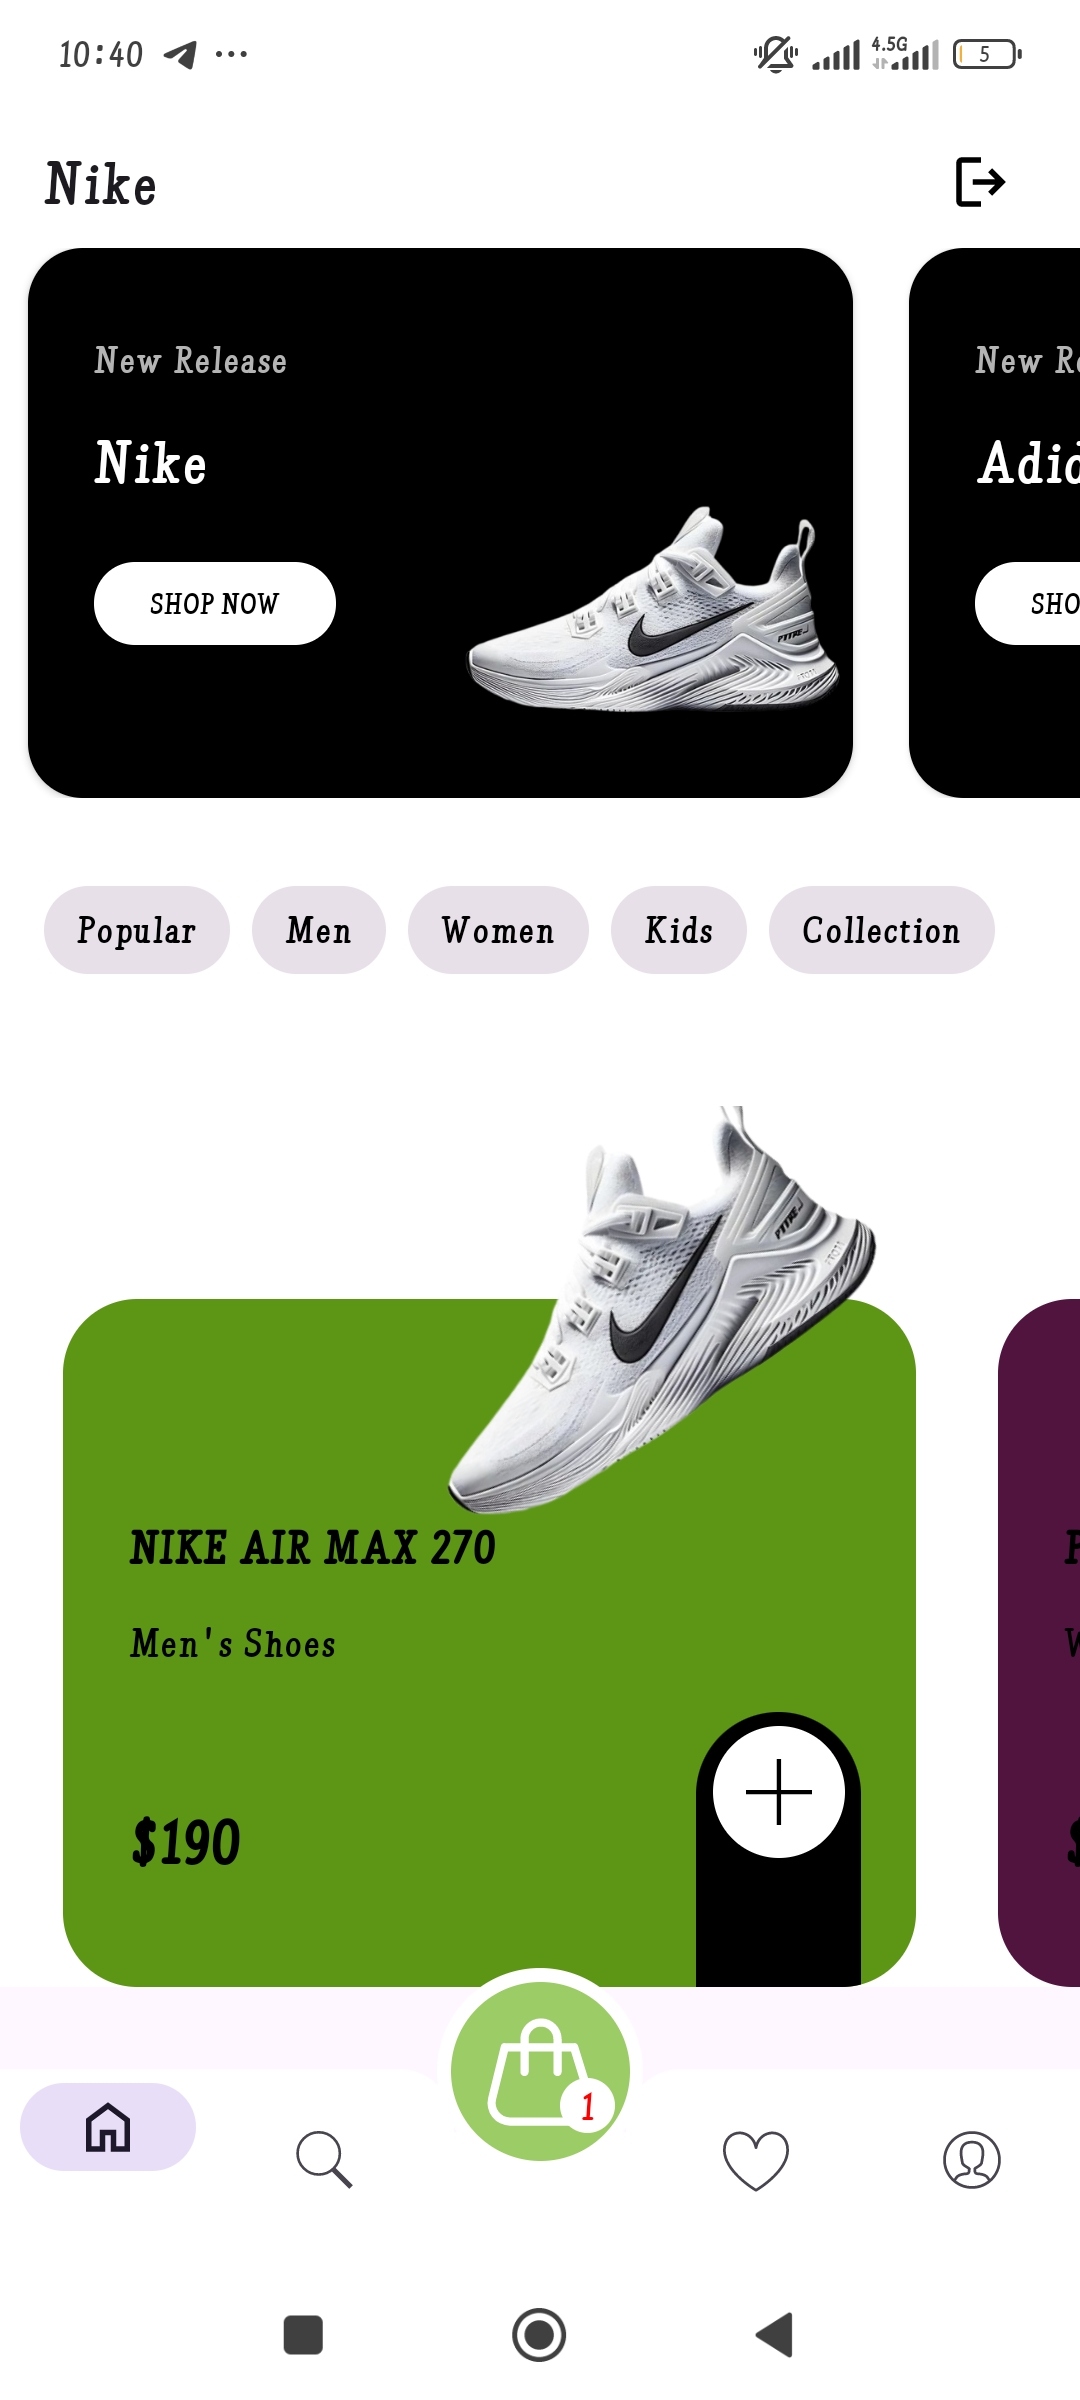 10:40 4.5G 5
Nike
New Release
Nike
SHOP NOW
New Re
Adid
SHO
Popular Men Women Kids Collection
NIKE AIR MAX 270
Men's Shoes
$190
1